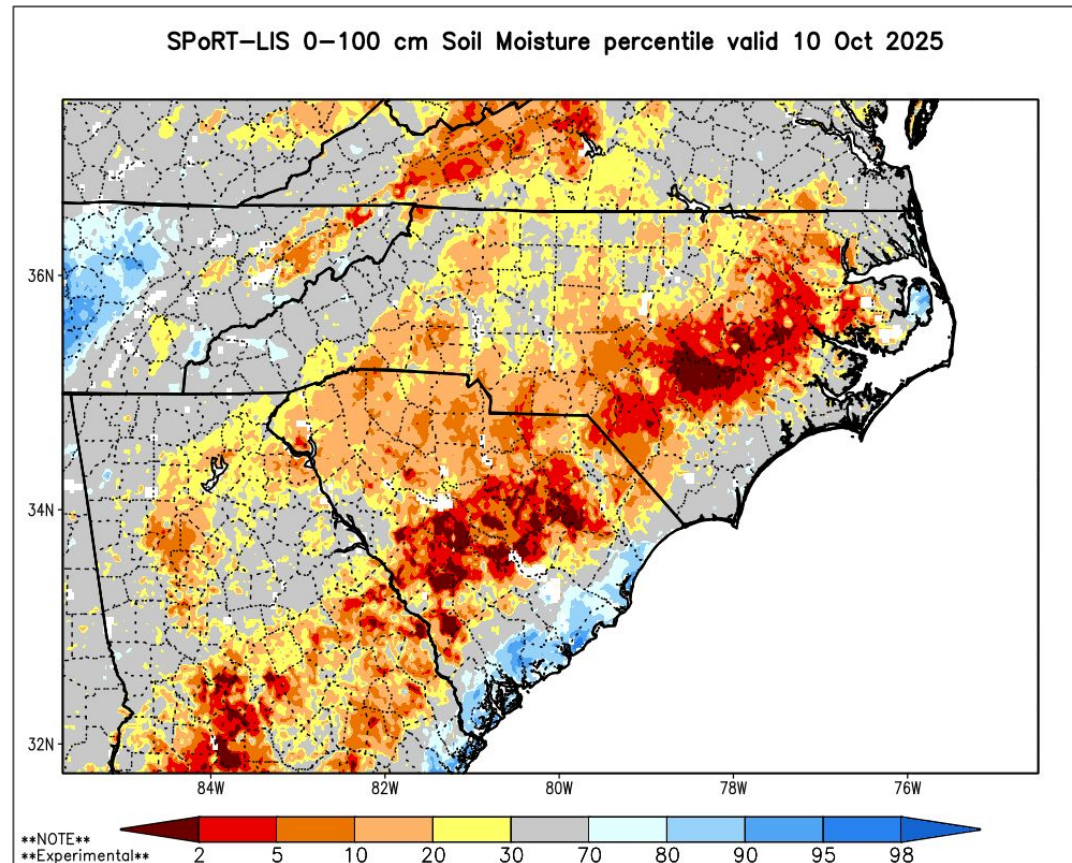 SPoRT-LIS 0-100 cm Soil Moisture percentile valid 10 Oct 2025
36N
34N
32N
84W 82W 80W 78W 76W
**NOTE**
**Experimental** 2 5 10 20 30 70 80 90 95 98